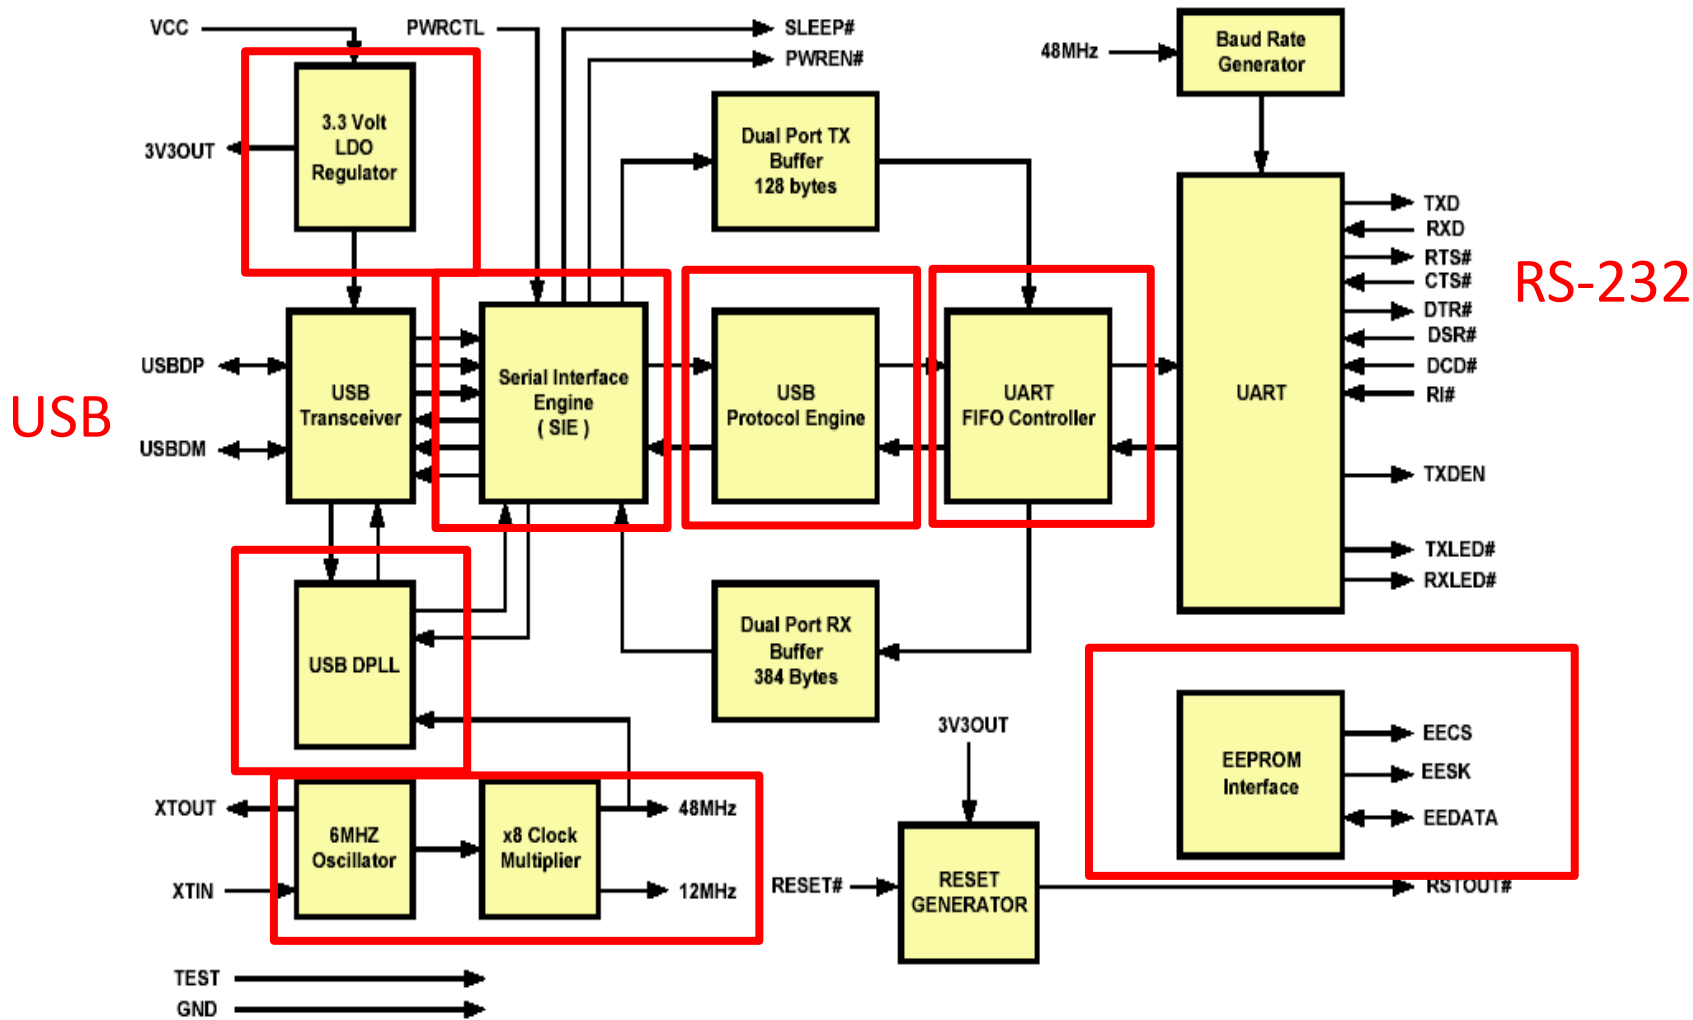 VCC
PWRCTL
SLEEP#
PWREN#
48MHz
Baud Rate
Generator
3.3 Volt
LDO
Regulator
3V3OUT
Dual Port TX
Buffer
128 bytes
TXD
RXD
RTS#
CTS#
DTR#
DSR#
DCD#
RI#
RS-232
USBDP
USBDM
USB
USB
Transceiver
Serial Interface
Engine
( SIE )
USB
Protocol Engine
UART
FIFO Controller
UART
TXDEN
TXLED#
RXLED#
USB DPLL
Dual Port RX
Buffer
384 Bytes
3V3OUT
EEPROM
Interface
EECS
EESK
EEDATA
XTOUT
XTIN
6MHZ
Oscillator
x8 Clock
Multiplier
48MHz
12MHz
RESET#
RESET
GENERATOR
RSTOUT#
TEST
GND